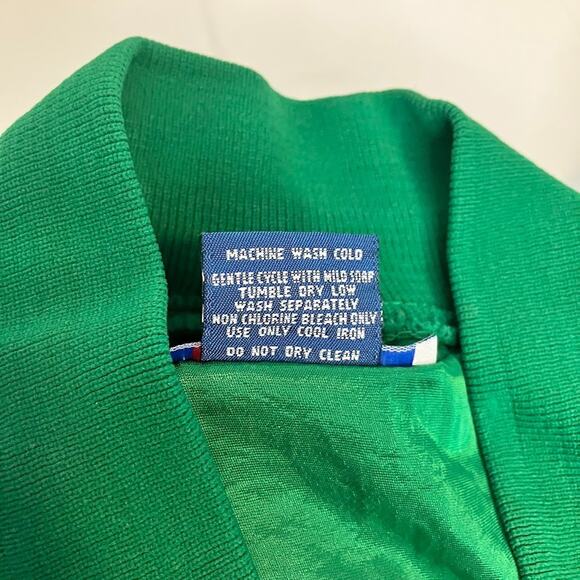 MACHINE WASH COLD
GENTLE CYCLE WITH MILD SOAP
TUMBLE DRY LOW
WASH SEPARATELY
NON CHLORINE BLEACH ONLY
USE ONLY COOL IRON
DO NOT DRY CLEAN